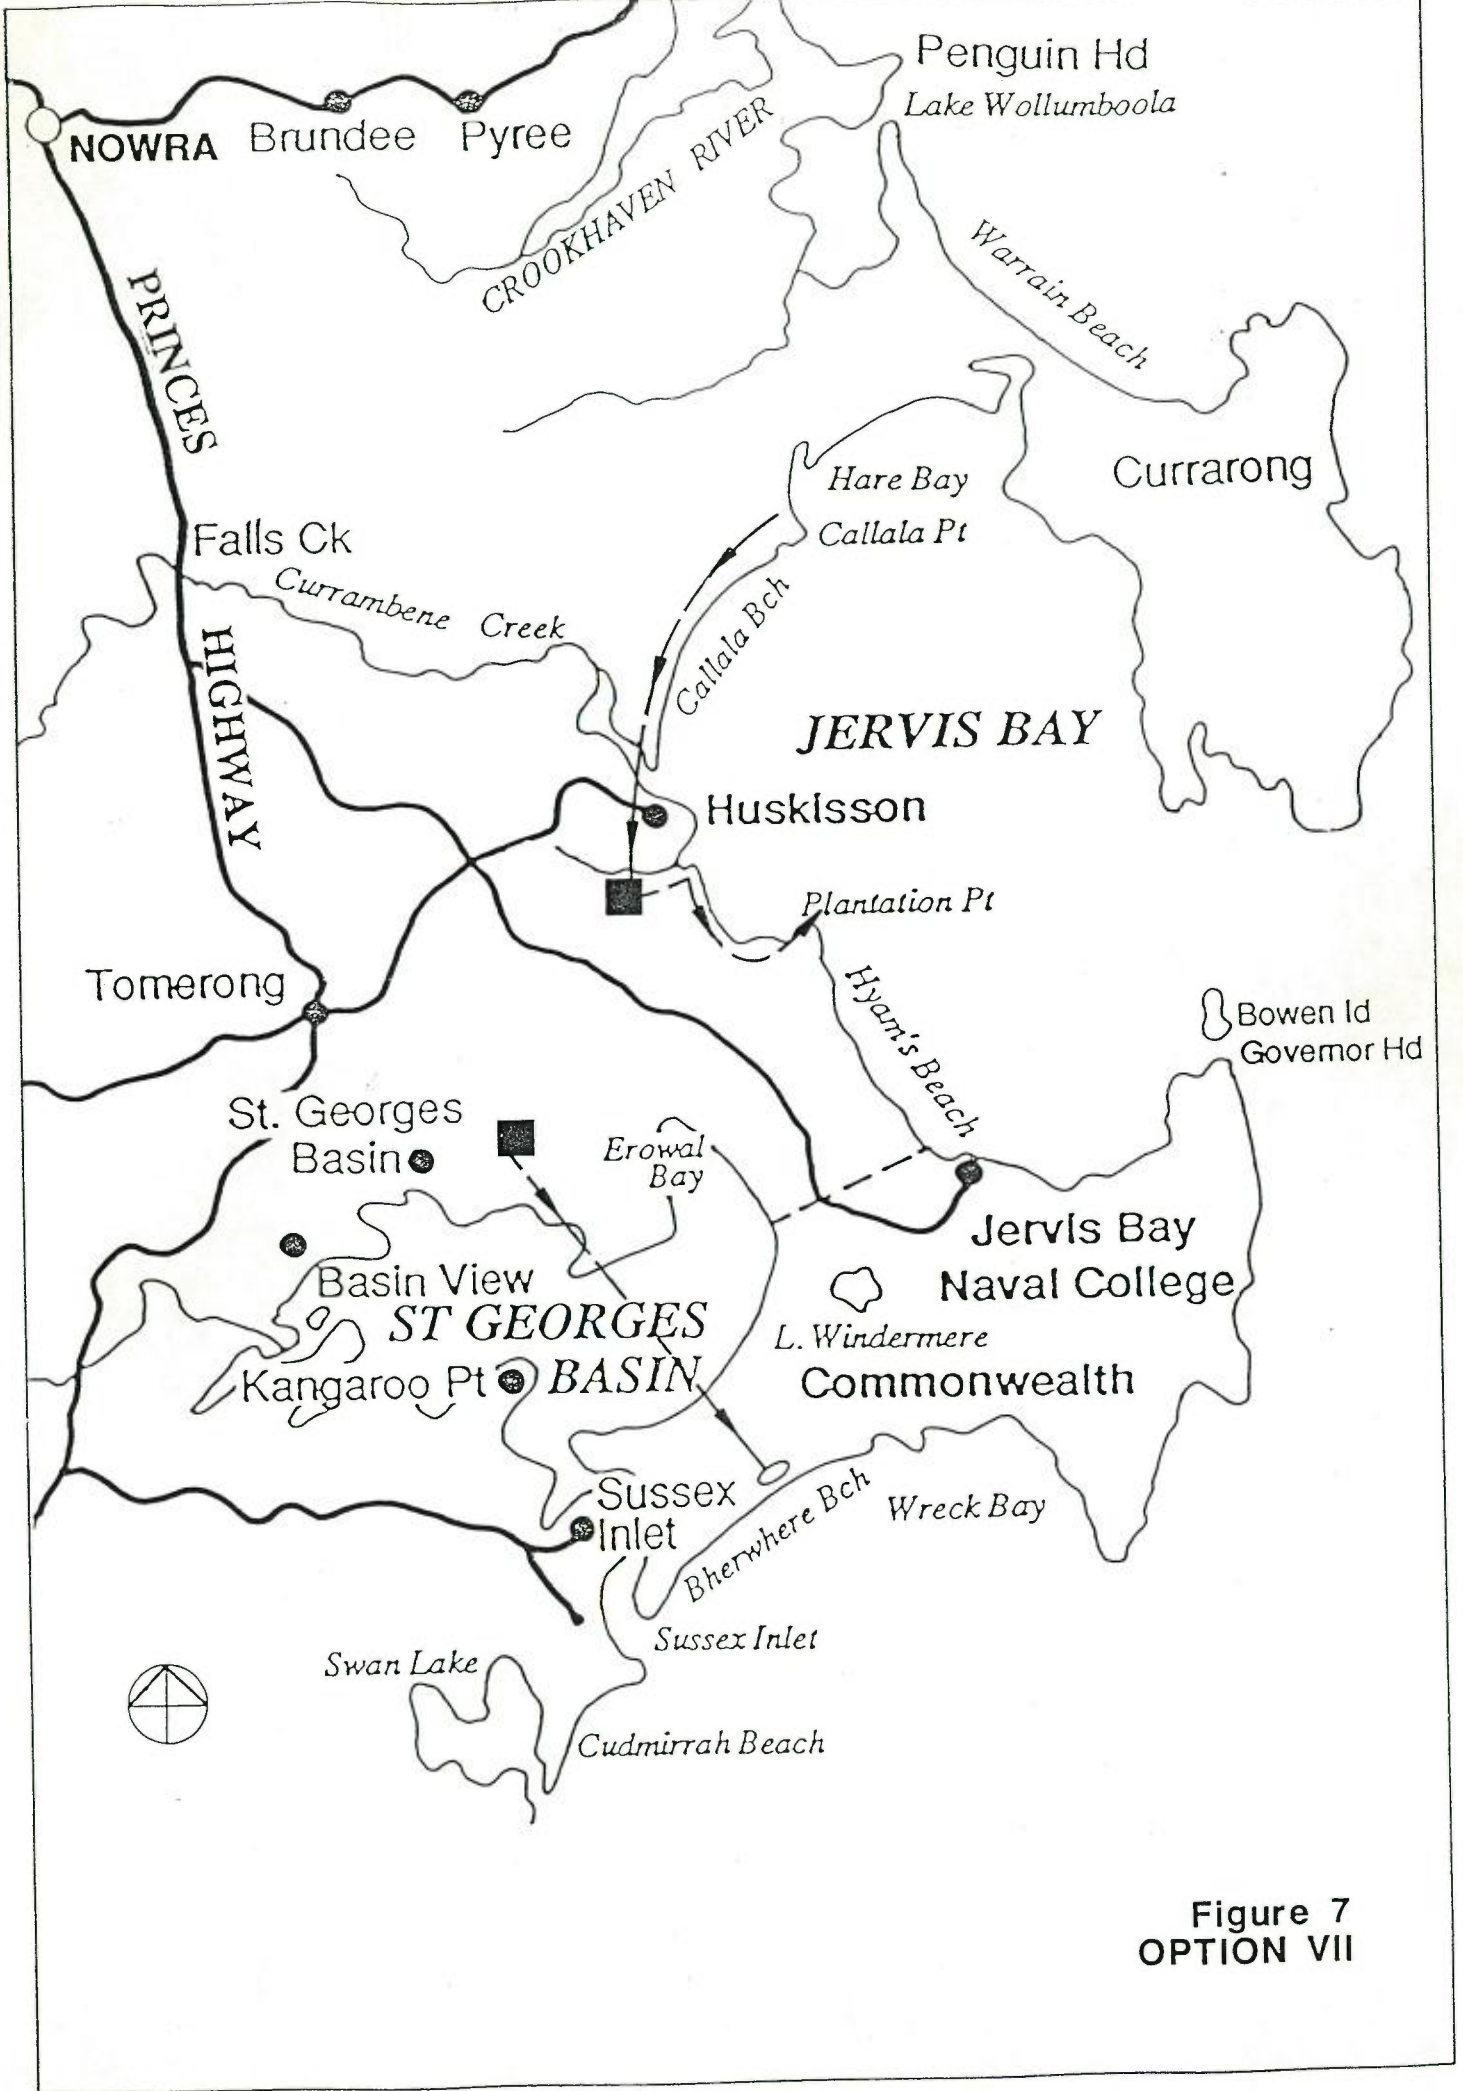 Penguin Hd
Lake Wollumboola
NOWRA
Brundee
Pyree
CROOKHAVEN RIVER
Warrain Beach
PRINCES
HIGHWAY
Currarong
Hare Bay
Callala Pt
Falls Ck
Currambene Creek
Callala Bch
JERVIS BAY
Huskisson
Plantation Pt
Tomerong
Hyam's Beach
Bowen Id
Governor Hd
St. Georges
Basin
Erowal
Bay
Jervis Bay
Naval College
Basin View
ST GEORGES
BASIN
L. Windermere
Kangaroo Pt
Commonwealth
Sussex
Inlet
Bherwhere Bch
Wreck Bay
Sussex Inlet
Swan Lake
Cudmirrah Beach
Figure 7
OPTION VII